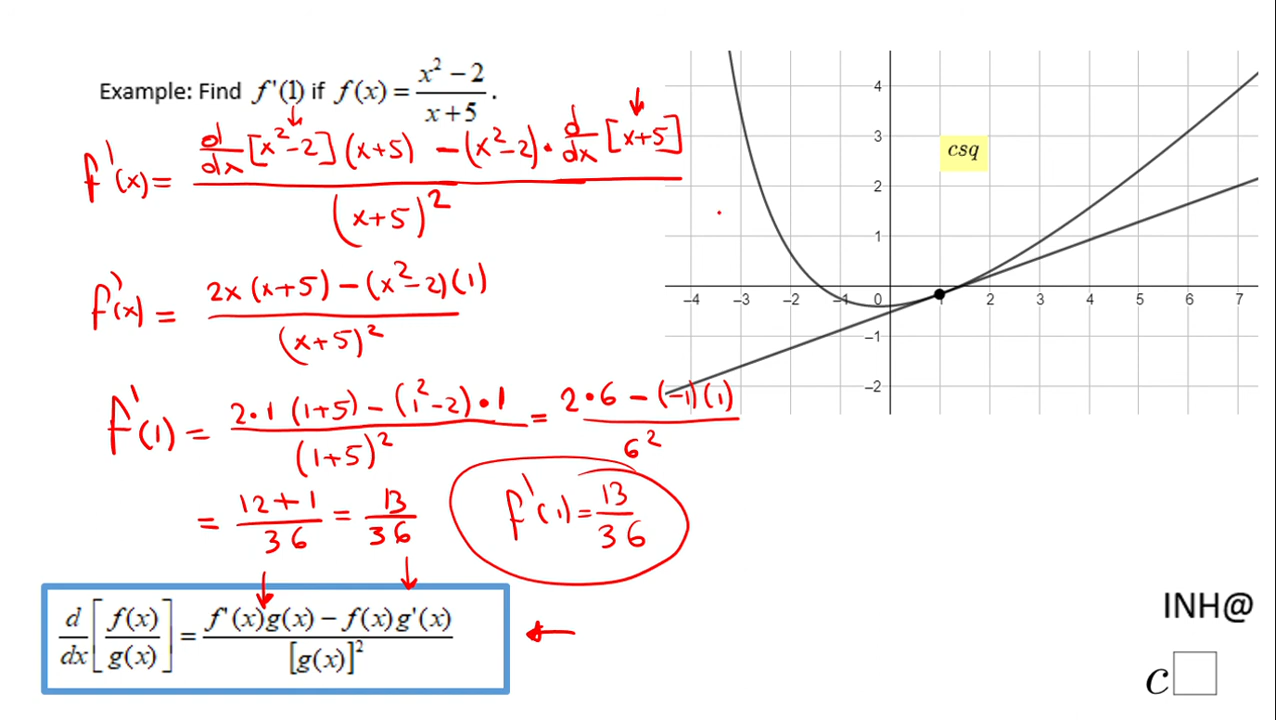 Example: Find f'(1) if f(x) = (x² − 2)/(x + 5).
f'(x) = (d/dx [x² − 2] (x+5) − (x² − 2) · d/dx [x+5])/(x+5)²
f'(x) = (2x (x+5) − (x² − 2)(1))/(x+5)²
f'(1) = (2·1 (1+5) − (1² − 2)·1)/(1+5)² = (2·6 − (−1)(1))/6²
= (12+1)/36 = 13/36
f'(1) = 13/36
d/dx [f(x)/g(x)] = (f'(x)g(x) − f(x)g'(x))/[g(x)]²
csq
4
3
2
1
−4 −3 −2 −1 0 1 2 3 4 5 6 7
−1
−2
INH@
c□